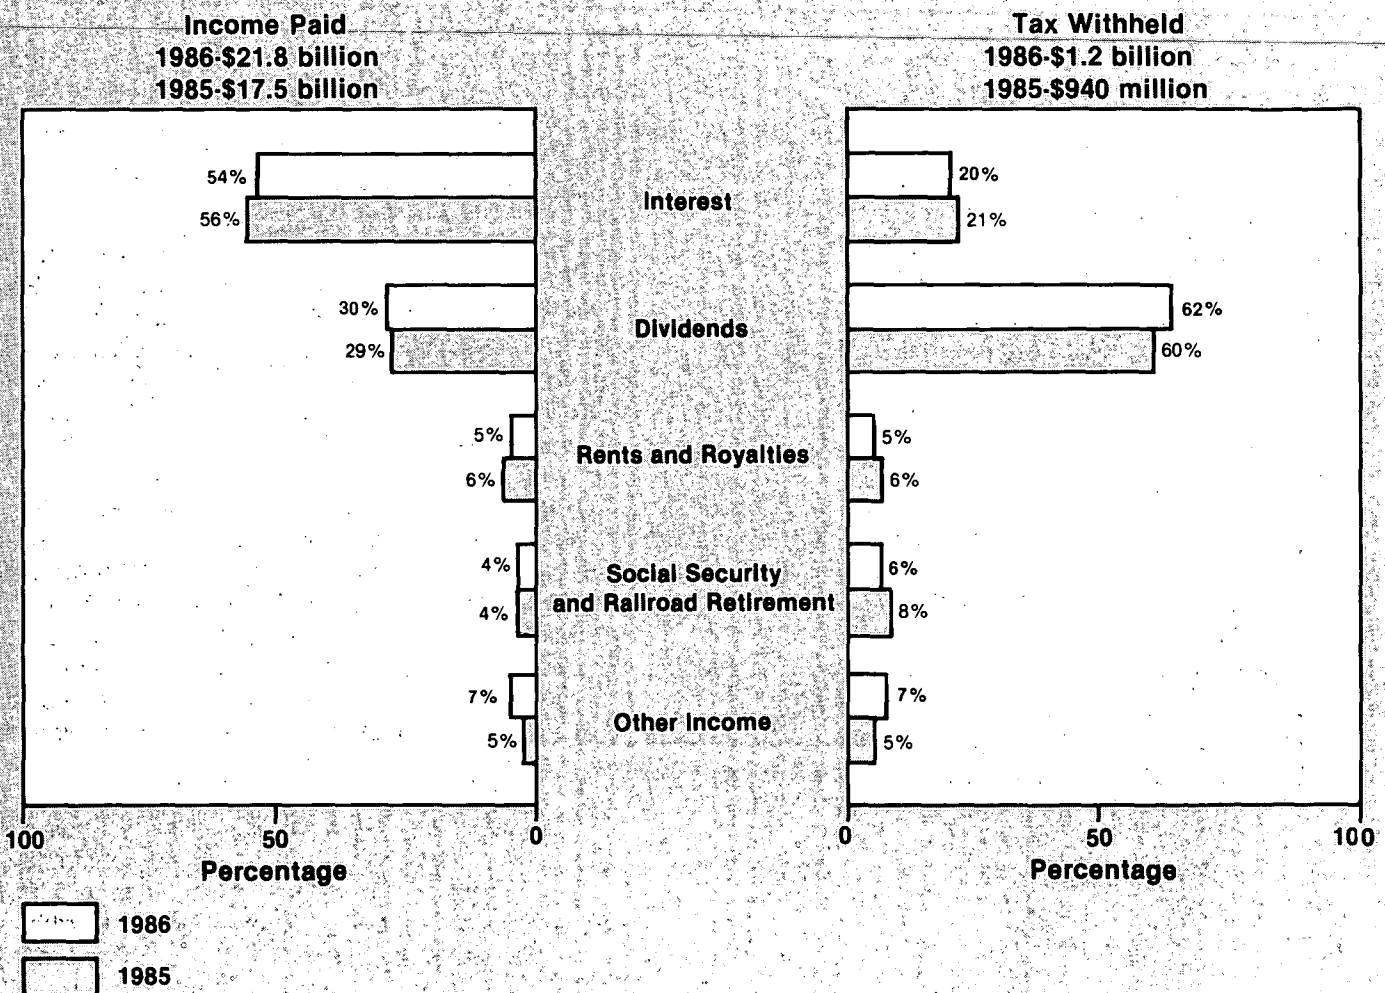 Income Paid
1986-$21.8 billion
1985-$17.5 billion
Tax Withheld
1986-$1.2 billion
1985-$940 million
54%
56%
Interest
20%
21%
30%
29%
Dividends
62%
60%
5%
6%
Rents and Royalties
5%
6%
4%
4%
Social Security
and Railroad Retirement
6%
8%
7%
5%
Other Income
7%
5%
100 50 0
Percentage
0 50 100
Percentage
1986
1985